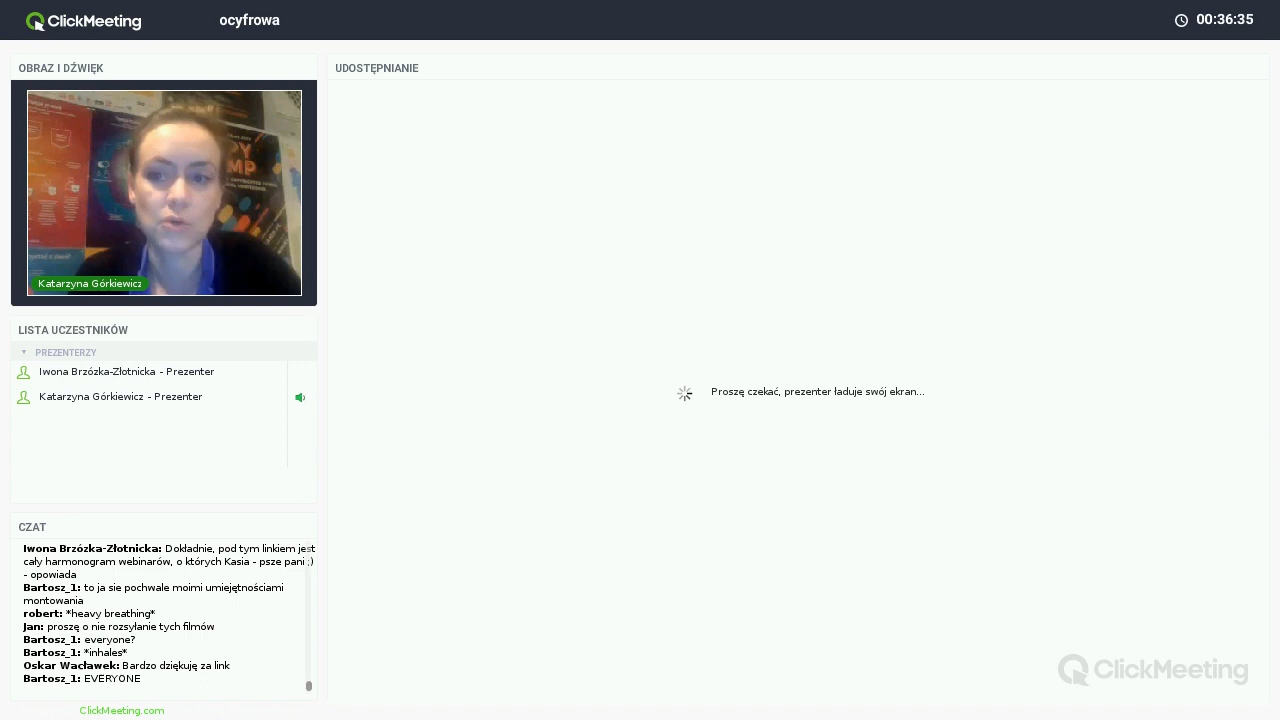 ClickMeeting
ocyfrowa
00:36:35
OBRAZ I DŹWIĘK
Katarzyna Górkiewicz
LISTA UCZESTNIKÓW
PREZENTERZY
Iwona Brzózka-Złotnicka - Prezenter
Katarzyna Górkiewicz - Prezenter
CZAT
Iwona Brzózka-Złotnicka: Dokładnie, pod tym linkiem jest
cały harmonogram webinarów, o których Kasia - psze pani ;)
- opowiada
Bartosz_1: to ja sie pochwale moimi umiejętnościami
montowania
robert: *heavy breathing*
Jan: proszę o nie rozsyłanie tych filmów
Bartosz_1: everyone?
Bartosz_1: *inhales*
Oskar Wacławek: Bardzo dziękuję za link
Bartosz_1: EVERYONE
ClickMeeting.com
UDOSTĘPNIANIE
Proszę czekać, prezenter ładuje swój ekran...
ClickMeeting